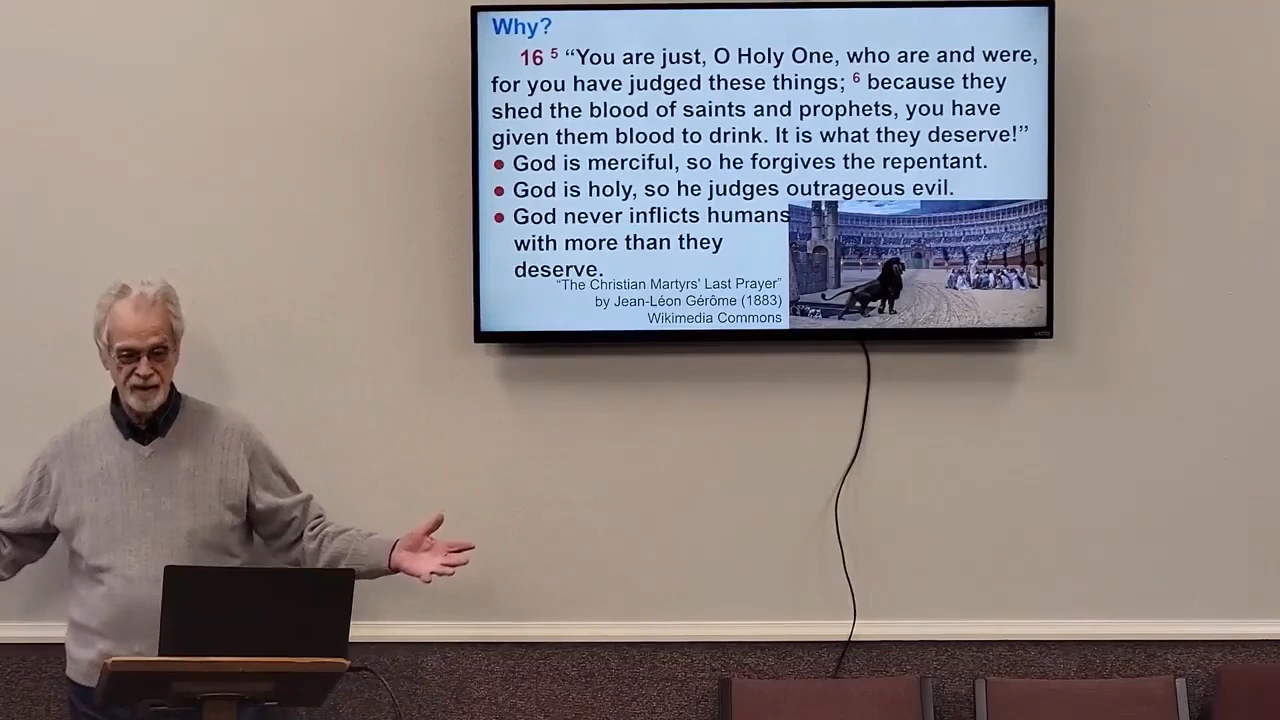 Why?
16 5 “You are just, O Holy One, who are and were,
for you have judged these things; 6 because they
shed the blood of saints and prophets, you have
given them blood to drink. It is what they deserve!”
• God is merciful, so he forgives the repentant.
• God is holy, so he judges outrageous evil.
• God never inflicts humans
with more than they
deserve.
“The Christian Martyrs' Last Prayer”
by Jean-Léon Gérôme (1883)
Wikimedia Commons
VIZIO